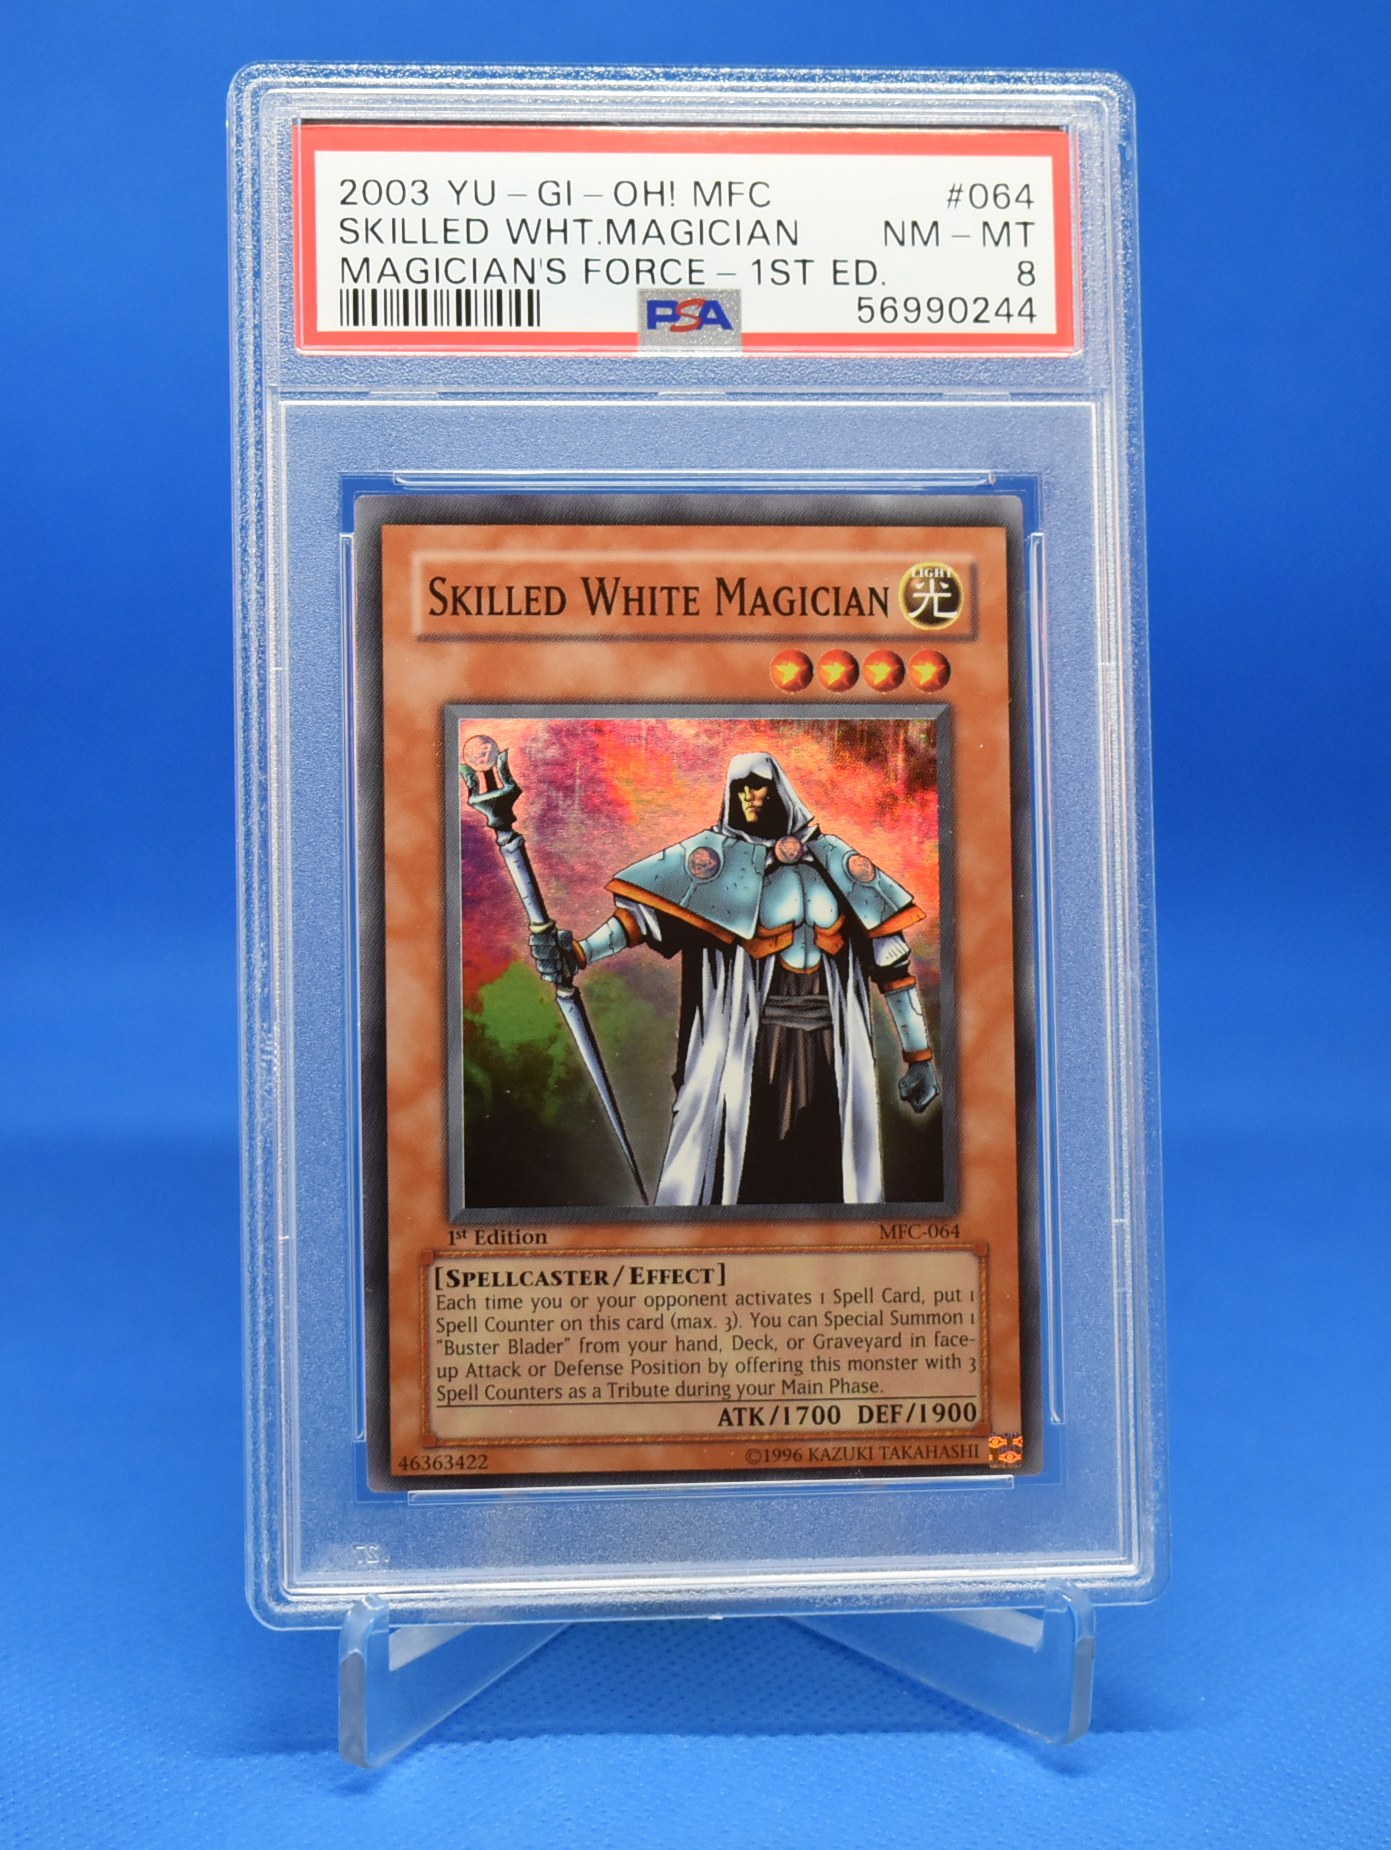 2003 YU-GI-OH! MFC #064
SKILLED WHT.MAGICIAN NM-MT
MAGICIAN'S FORCE-1ST ED. 8
PSA 56990244
SKILLED WHITE MAGICIAN
LIGHT
光
1st Edition MFC-064
[SPELLCASTER/EFFECT]
Each time you or your opponent activates 1 Spell Card, put 1
Spell Counter on this card (max. 3). You can Special Summon 1
"Buster Blader" from your hand, Deck, or Graveyard in face-
up Attack or Defense Position by offering this monster with 3
Spell Counters as a Tribute during your Main Phase.
ATK/1700 DEF/1900
46363422 ©1996 KAZUKI TAKAHASHI